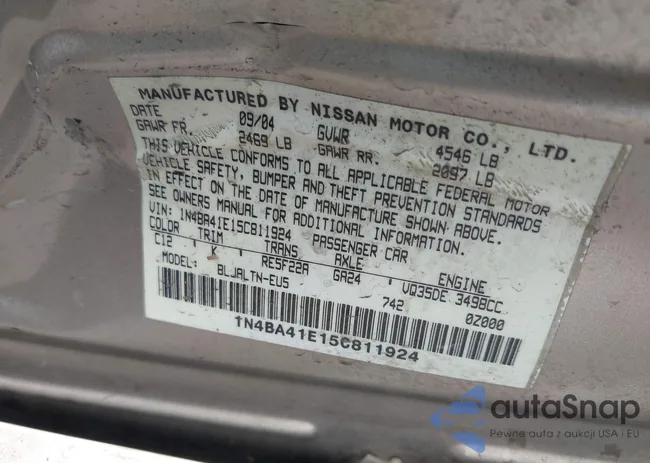 MANUFACTURED BY NISSAN MOTOR CO., LTD.
DATE 09/04 GVWR 4546 LB
GAWR FR. 2469 LB GAWR RR. 2097 LB
THIS VEHICLE CONFORMS TO ALL APPLICABLE FEDERAL MOTOR
VEHICLE SAFETY, BUMPER AND THEFT PREVENTION STANDARDS
IN EFFECT ON THE DATE OF MANUFACTURE SHOWN ABOVE.
SEE OWNERS MANUAL FOR ADDITIONAL INFORMATION.
VIN: 1N4BA41E15C811924 PASSENGER CAR
COLOR TRIM TRANS AXLE ENGINE
C12 K RE5F22A GA24 VQ35DE 3498CC
MODEL: BLJALTN-EU5 742 02000
1N4BA41E15C811924
autaSnap
Pewne auta z aukcji USA i EU